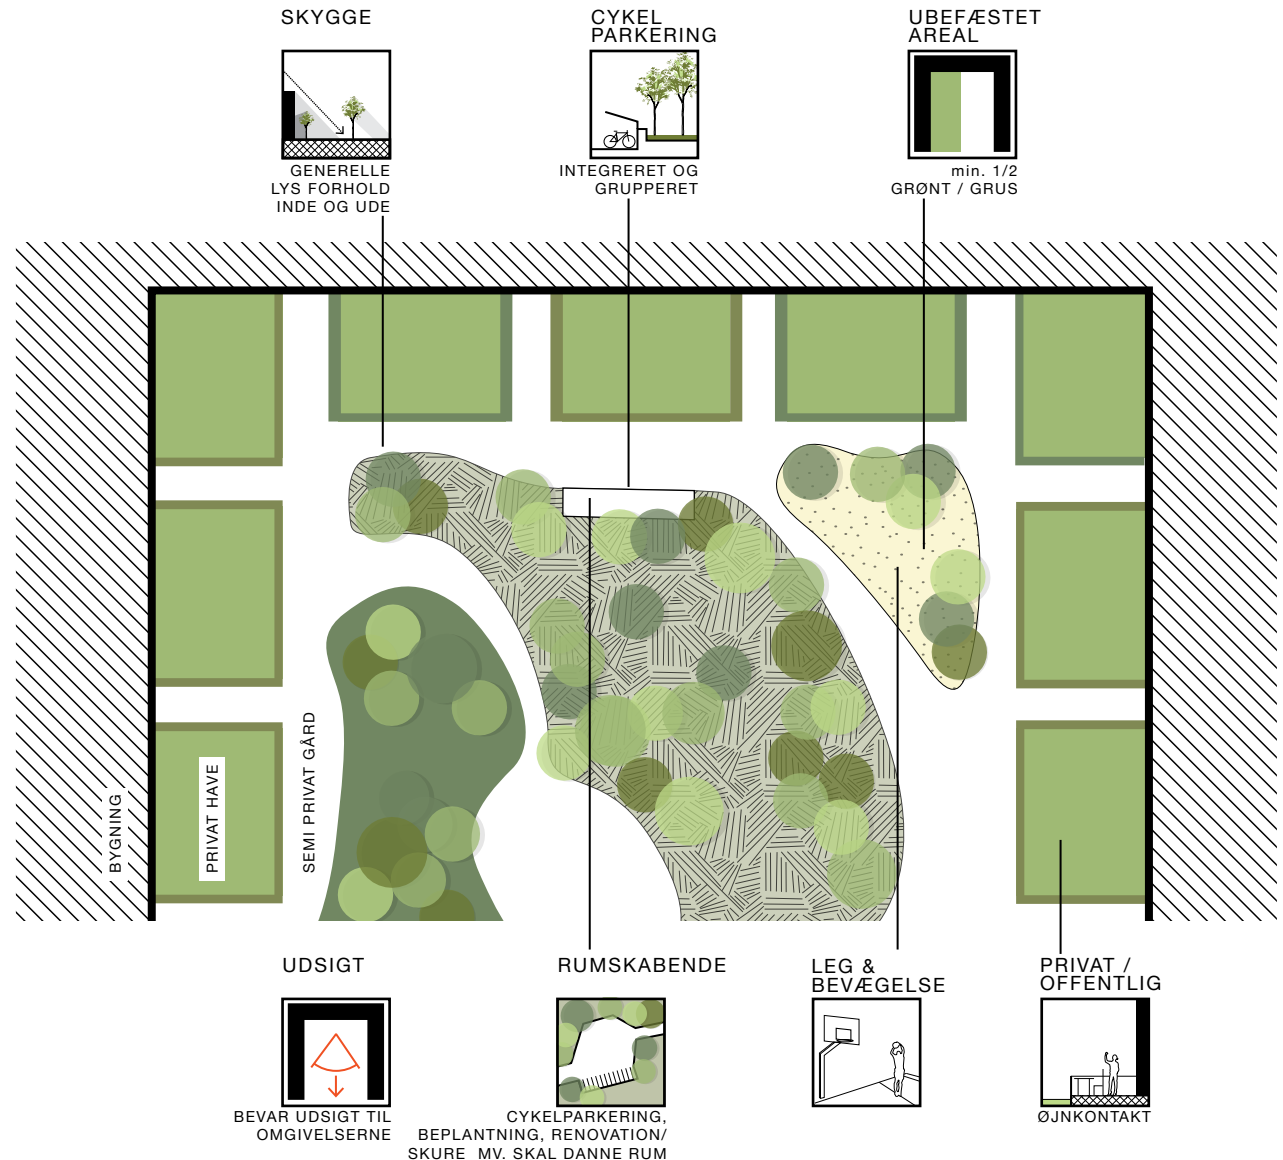 SKYGGE
GENERELLE
LYS FORHOLD
INDE OG UDE
CYKEL
PARKERING
INTEGRERET OG
GRUPPERET
UBEFÆSTET
AREAL
min. 1/2
GRØNT / GRUS
BYGNING
PRIVAT HAVE
SEMI PRIVAT GÅRD
UDSIGT
BEVAR UDSIGT TIL
OMGIVELSERNE
RUMSKABENDE
CYKELPARKERING,
BEPLANTNING, RENOVATION/
SKURE MV. SKAL DANNE RUM
LEG &
BEVÆGELSE
PRIVAT /
OFFENTLIG
ØJNKONTAKT